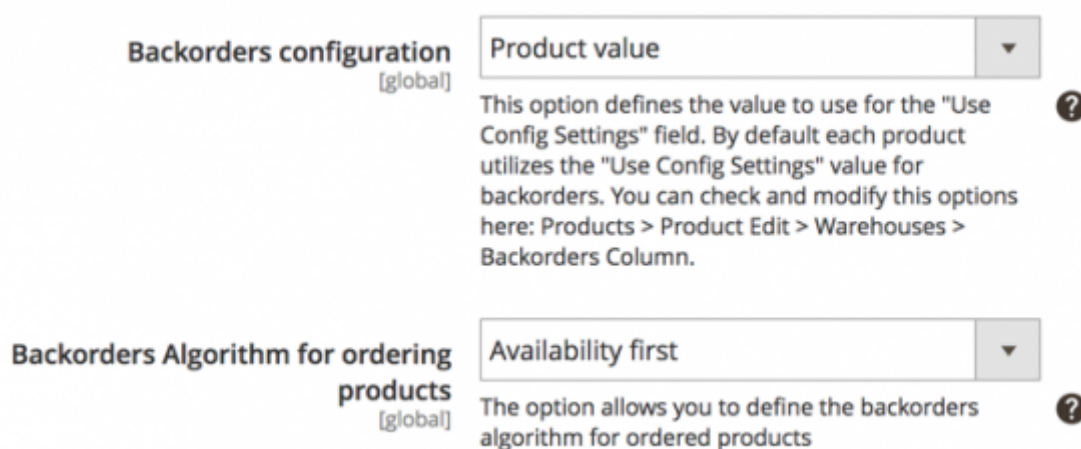 Backorders configuration
[global]
Product value
This option defines the value to use for the "Use
Config Settings" field. By default each product
utilizes the "Use Config Settings" value for
backorders. You can check and modify this options
here: Products > Product Edit > Warehouses >
Backorders Column.
?
Backorders Algorithm for ordering
products
[global]
Availability first
The option allows you to define the backorders
algorithm for ordered products
?